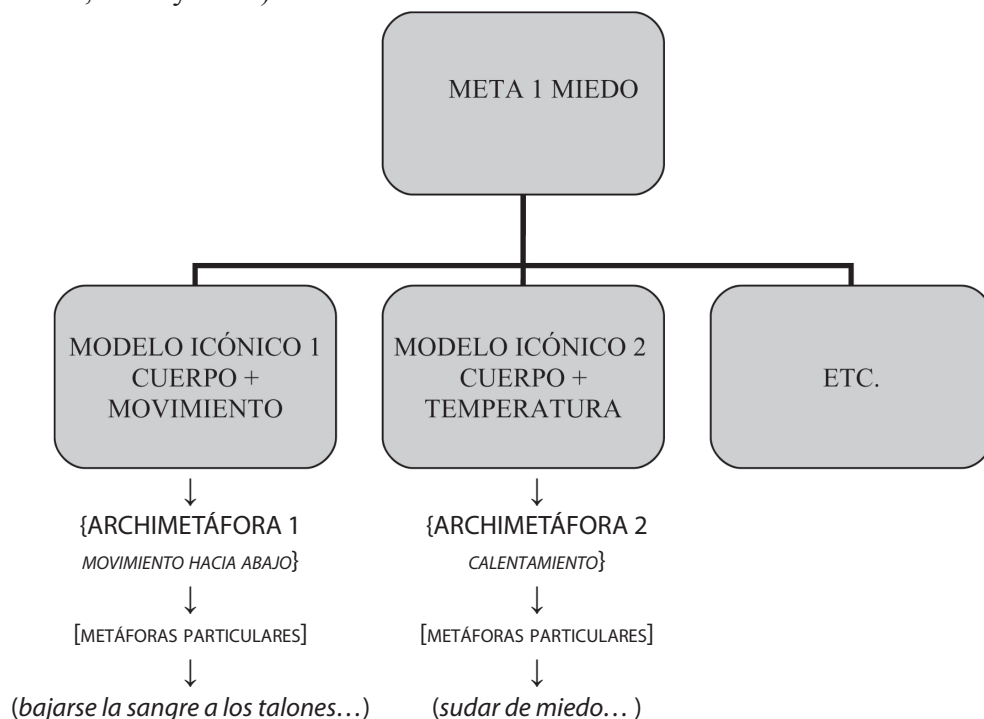 META 1 MIEDO
MODELO ICÓNICO 1
CUERPO +
MOVIMIENTO
MODELO ICÓNICO 2
CUERPO +
TEMPERATURA
ETC.
↓
{ARCHIMETÁFORA 1
MOVIMIENTO HACIA ABAJO}
↓
[METÁFORAS PARTICULARES]
↓
(bajarse la sangre a los talones…)
↓
{ARCHIMETÁFORA 2
CALENTAMIENTO}
↓
[METÁFORAS PARTICULARES]
↓
(sudar de miedo… )